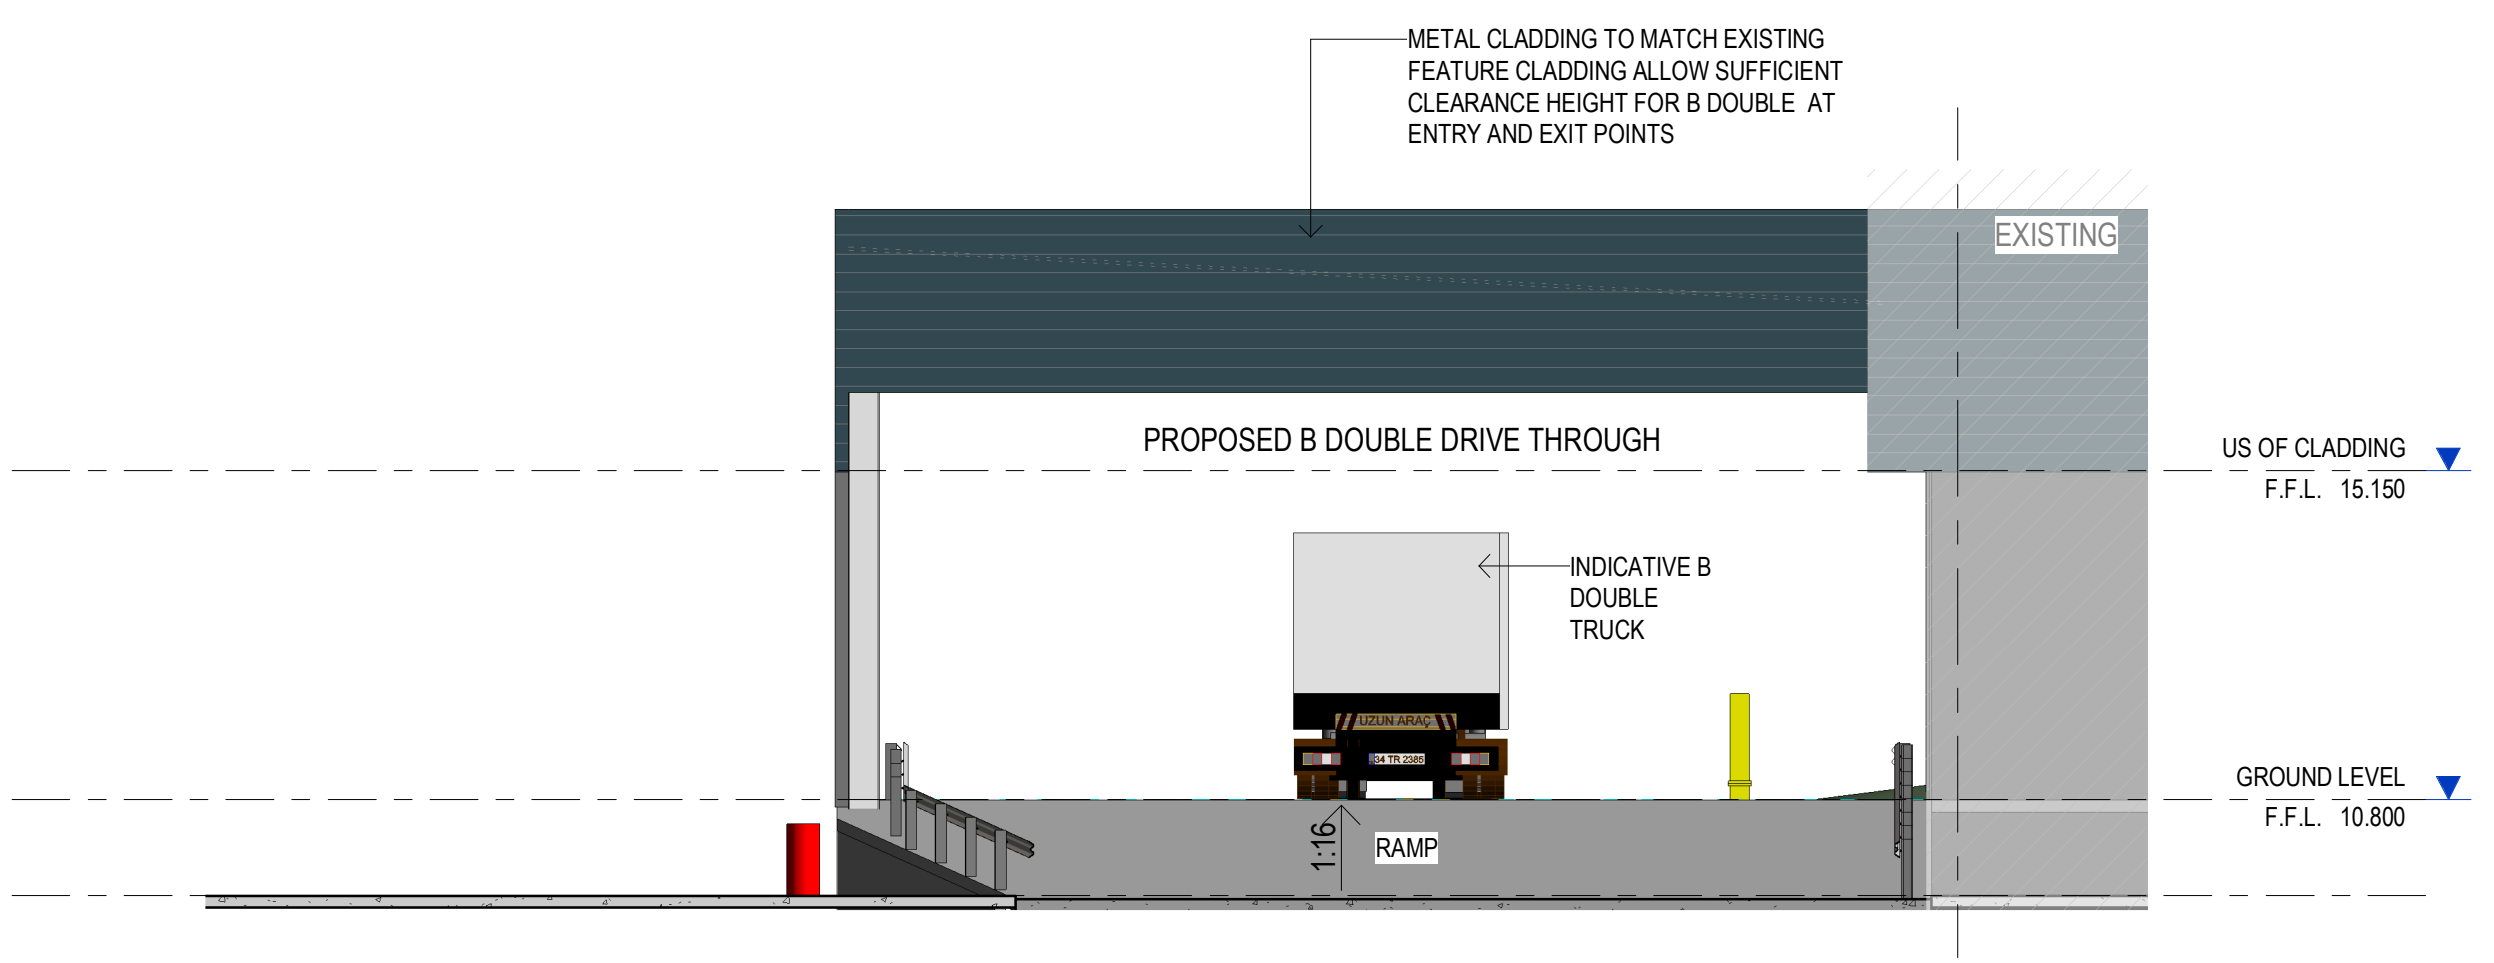 METAL CLADDING TO MATCH EXISTING
FEATURE CLADDING ALLOW SUFFICIENT
CLEARANCE HEIGHT FOR B DOUBLE AT
ENTRY AND EXIT POINTS
EXISTING
PROPOSED B DOUBLE DRIVE THROUGH
US OF CLADDING
F.F.L. 15.150
INDICATIVE B
DOUBLE
TRUCK
UZUN ARAÇ
34 TR 2385
GROUND LEVEL
F.F.L. 10.800
1:16
RAMP